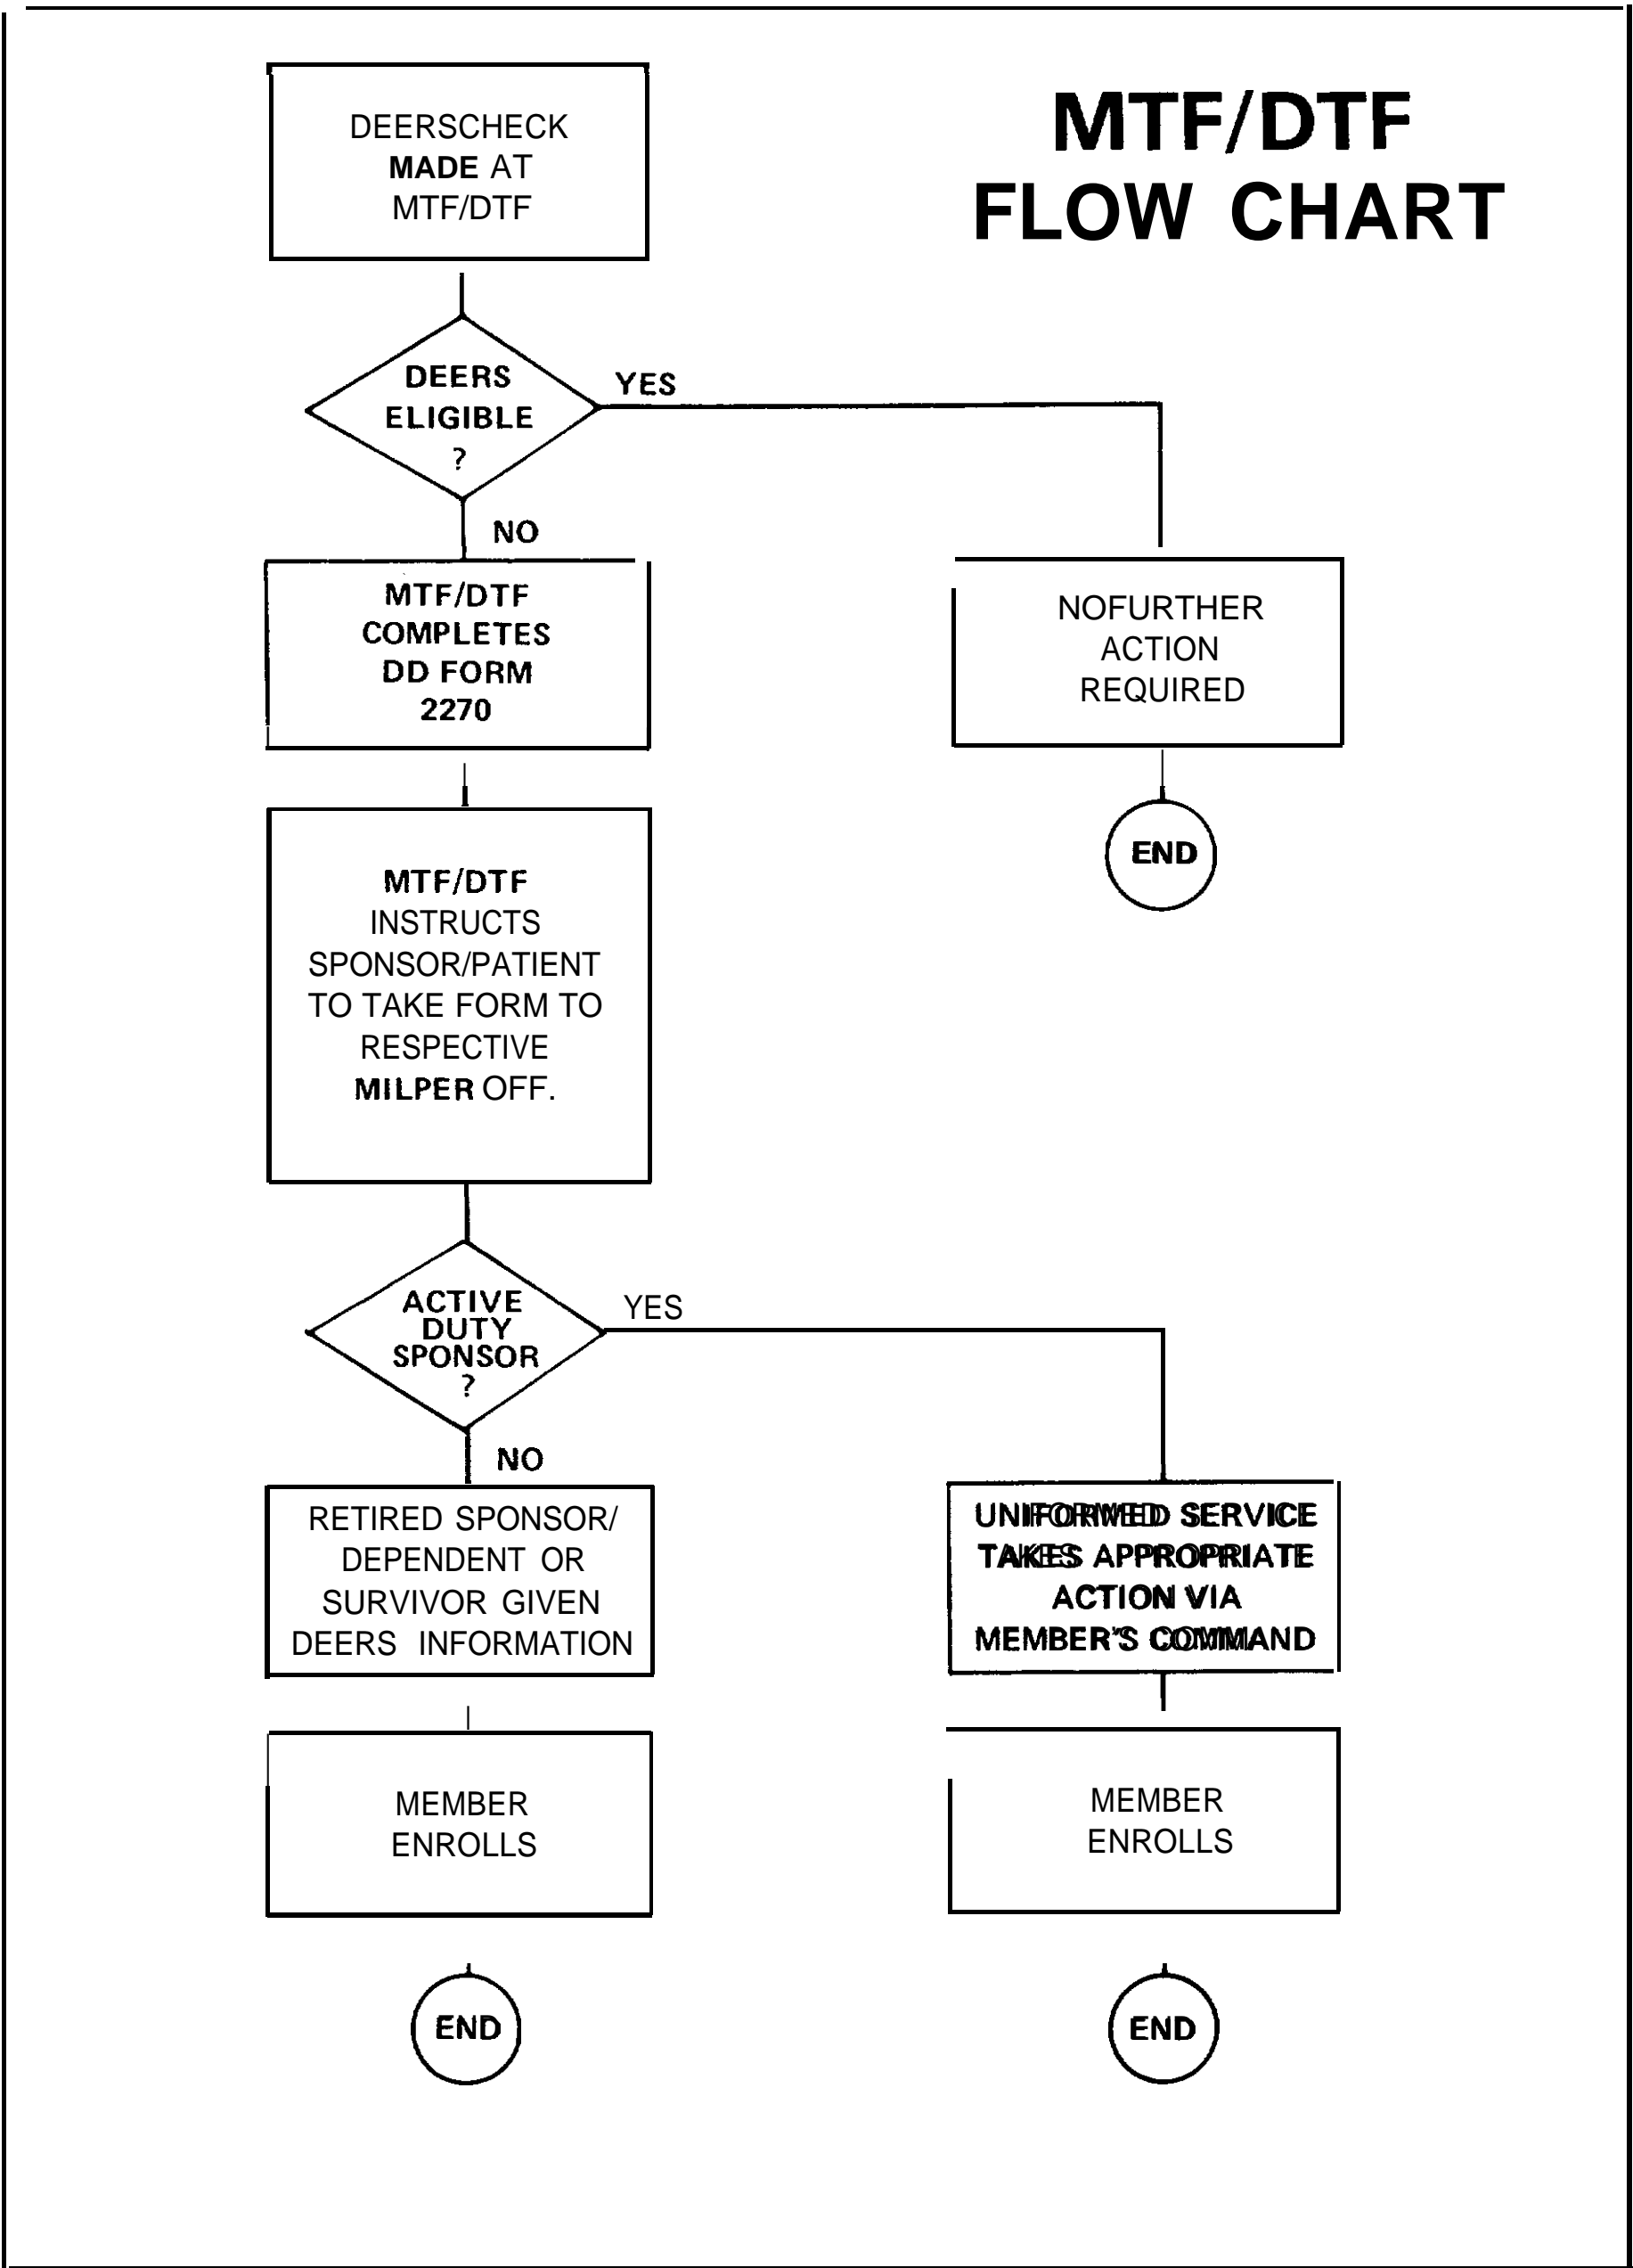 MTF/DTF
FLOW CHART
DEERSCHECK
MADE AT
MTF/DTF
DEERS
ELIGIBLE
?
YES
NO
MTF/DTF
COMPLETES
DD FORM
2270
NOFURTHER
ACTION
REQUIRED
END
MTF/DTF
INSTRUCTS
SPONSOR/PATIENT
TO TAKE FORM TO
RESPECTIVE
MILPER OFF.
ACTIVE
DUTY
SPONSOR
?
YES
NO
RETIRED SPONSOR/
DEPENDENT OR
SURVIVOR GIVEN
DEERS INFORMATION
UNIFORMED SERVICE
TAKES APPROPRIATE
ACTION VIA
MEMBER'S COMMAND
MEMBER
ENROLLS
MEMBER
ENROLLS
END
END